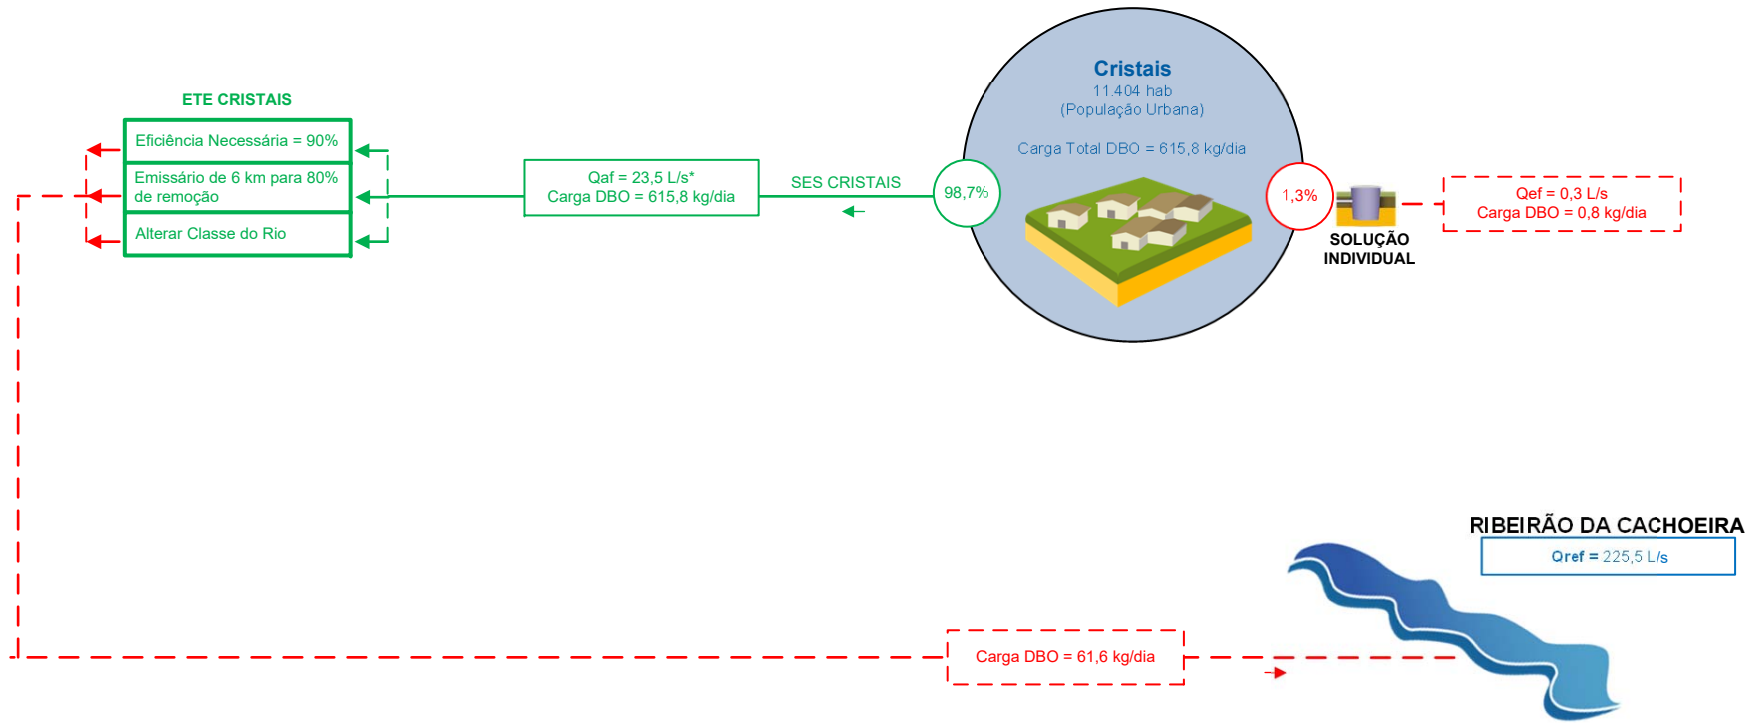 Cristais
11.404 hab
(População Urbana)
Carga Total DBO = 615,8 kg/dia
ETE CRISTAIS
Eficiência Necessária = 90%
Emissário de 6 km para 80%
de remoção
Alterar Classe do Rio
Qaf = 23,5 L/s*
Carga DBO = 615,8 kg/dia
SES CRISTAIS
98,7%
1,3%
SOLUÇÃO
INDIVIDUAL
Qef = 0,3 L/s
Carga DBO = 0,8 kg/dia
RIBEIRÃO DA CACHOEIRA
Qref = 225,5 L/s
Carga DBO = 61,6 kg/dia